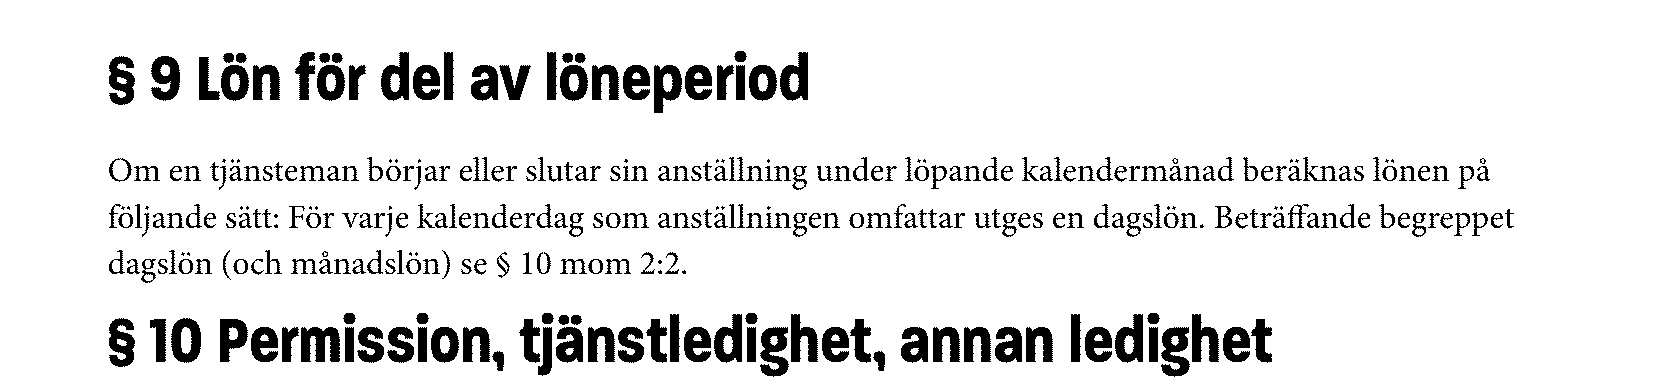 § 9 Lön för del av löneperiod
Om en tjänsteman börjar eller slutar sin anställning under löpande kalendermånad beräknas lönen på
följande sätt: För varje kalenderdag som anställningen omfattar utges en dagslön. Beträffande begreppet
dagslön (och månadslön) se § 10 mom 2:2.
§ 10 Permission, tjänstledighet, annan ledighet